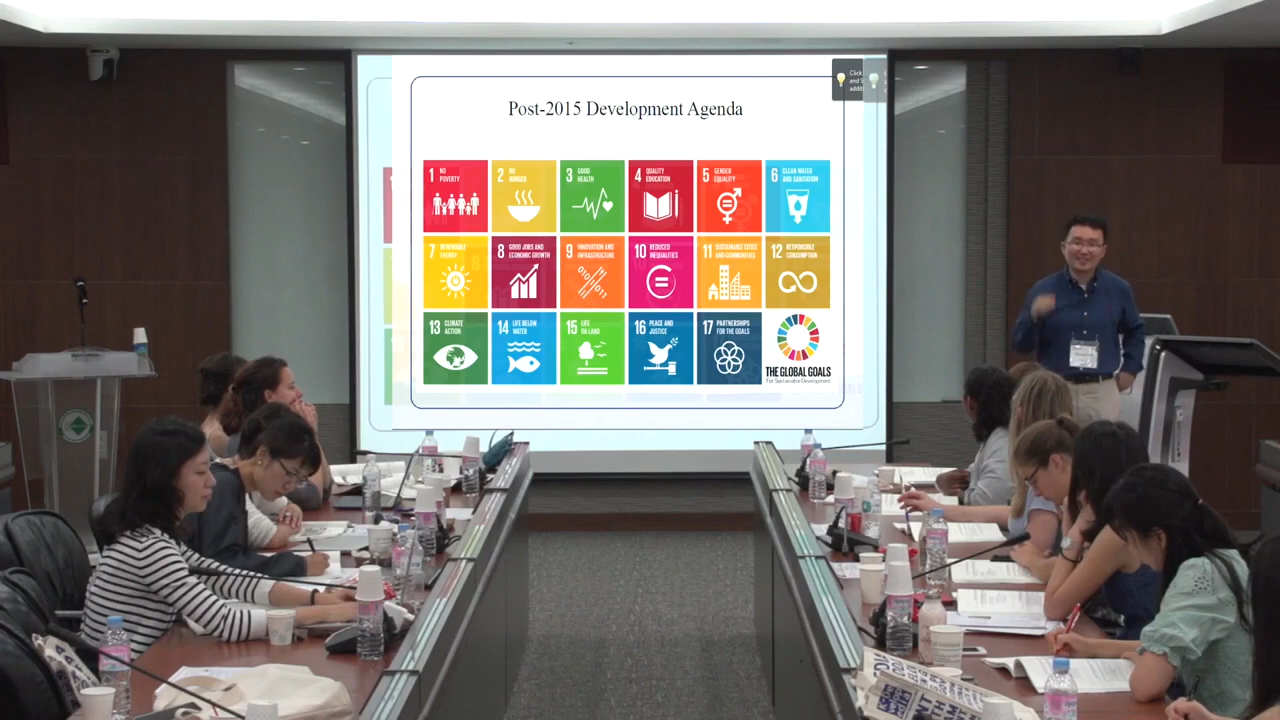 Post-2015 Development Agenda
Click
and S
additi
1 NO
POVERTY
2 NO
HUNGER
3 GOOD
HEALTH
4 QUALITY
EDUCATION
5 GENDER
EQUALITY
6 CLEAN WATER
AND SANITATION
7 RENEWABLE
ENERGY
8 GOOD JOBS AND
ECONOMIC GROWTH
9 INNOVATION AND
INFRASTRUCTURE
10 REDUCED
INEQUALITIES
11 SUSTAINABLE CITIES
AND COMMUNITIES
12 RESPONSIBLE
CONSUMPTION
13 CLIMATE
ACTION
14 LIFE BELOW
WATER
15 LIFE
ON LAND
16 PEACE AND
JUSTICE
17 PARTNERSHIPS
FOR THE GOALS
THE GLOBAL GOALS
For Sustainable Development